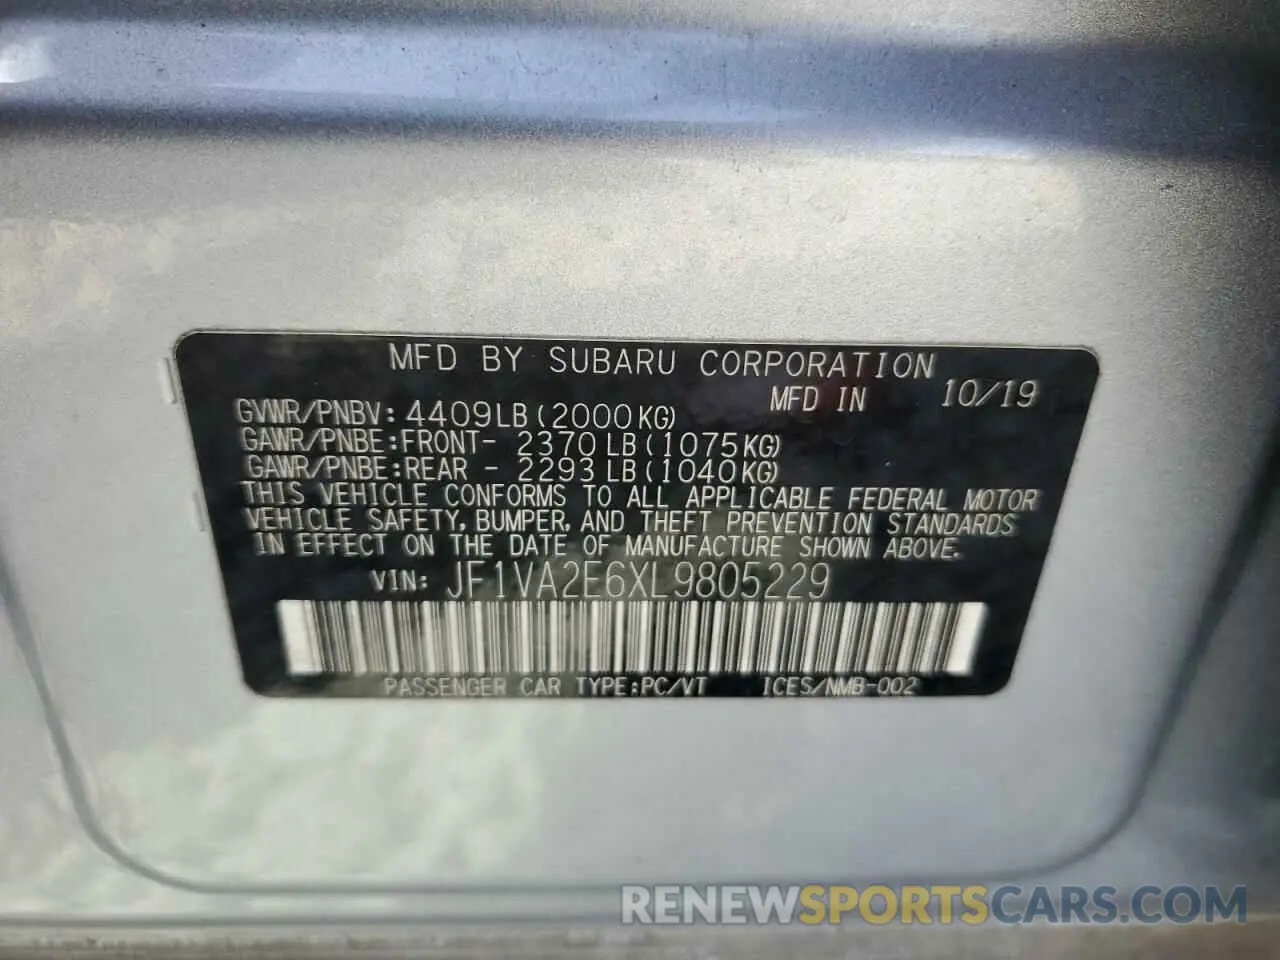 MFD BY SUBARU CORPORATION
MFD IN 10/19
GVWR/PNBV: 4409LB(2000KG)
GAWR/PNBE:FRONT- 2370LB(1075KG)
GAWR/PNBE:REAR - 2293LB(1040KG)
THIS VEHICLE CONFORMS TO ALL APPLICABLE FEDERAL MOTOR
VEHICLE SAFETY, BUMPER, AND THEFT PREVENTION STANDARDS
IN EFFECT ON THE DATE OF MANUFACTURE SHOWN ABOVE.
VIN: JF1VA2E6XL9805229
PASSENGER CAR TYPE:PC/VT ICES/NMB-002
RENEWSPORTSCARS.COM